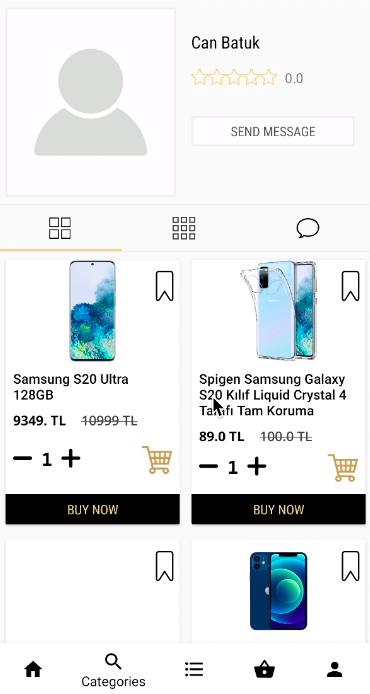 Can Batuk
0.0
SEND MESSAGE
Samsung S20 Ultra
128GB
9349. TL 10999 TL
1
BUY NOW
Spigen Samsung Galaxy
S20 Kılıf Liquid Crystal 4
Tarafı Tam Koruma
89.0 TL 100.0 TL
1
BUY NOW
Categories